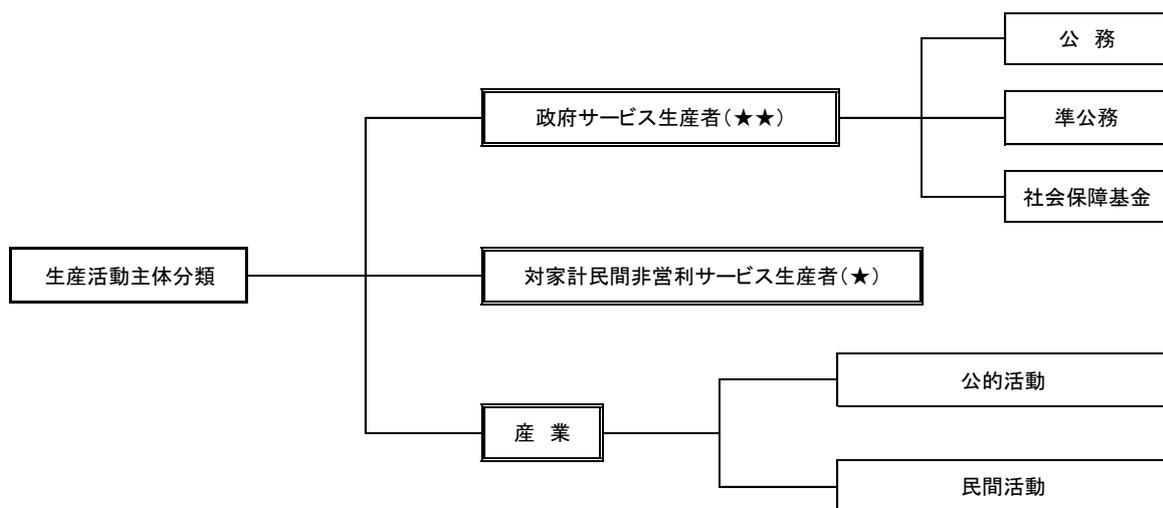 公 務
政府サービス生産者(★★)
準公務
社会保障基金
生産活動主体分類
対家計民間非営利サービス生産者(★)
公的活動
産 業
民間活動